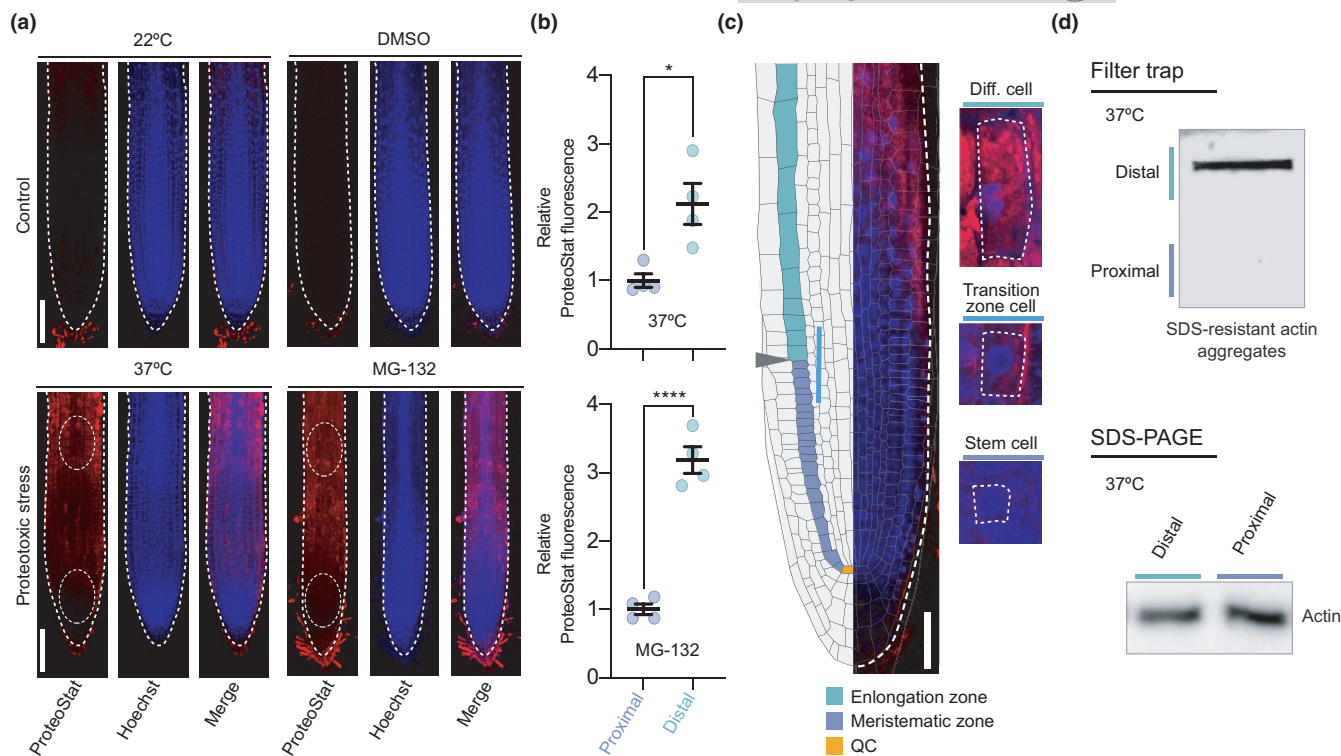 (a)
22ºC
DMSO
Control
37ºC
MG-132
Proteotoxic stress
ProteoStat
Hoechst
Merge
ProteoStat
Hoechst
Merge
(b)
Relative
ProteoStat fluorescence
4
3
2
1
0
*
37ºC
Relative
ProteoStat fluorescence
4
3
2
1
0
****
MG-132
Proximal
Distal
(c)
Diff. cell
Transition
zone cell
Stem cell
Enlongation zone
Meristematic zone
QC
(d)
Filter trap
37ºC
Distal
Proximal
SDS-resistant actin
aggregates
SDS-PAGE
37ºC
Distal
Proximal
Actin